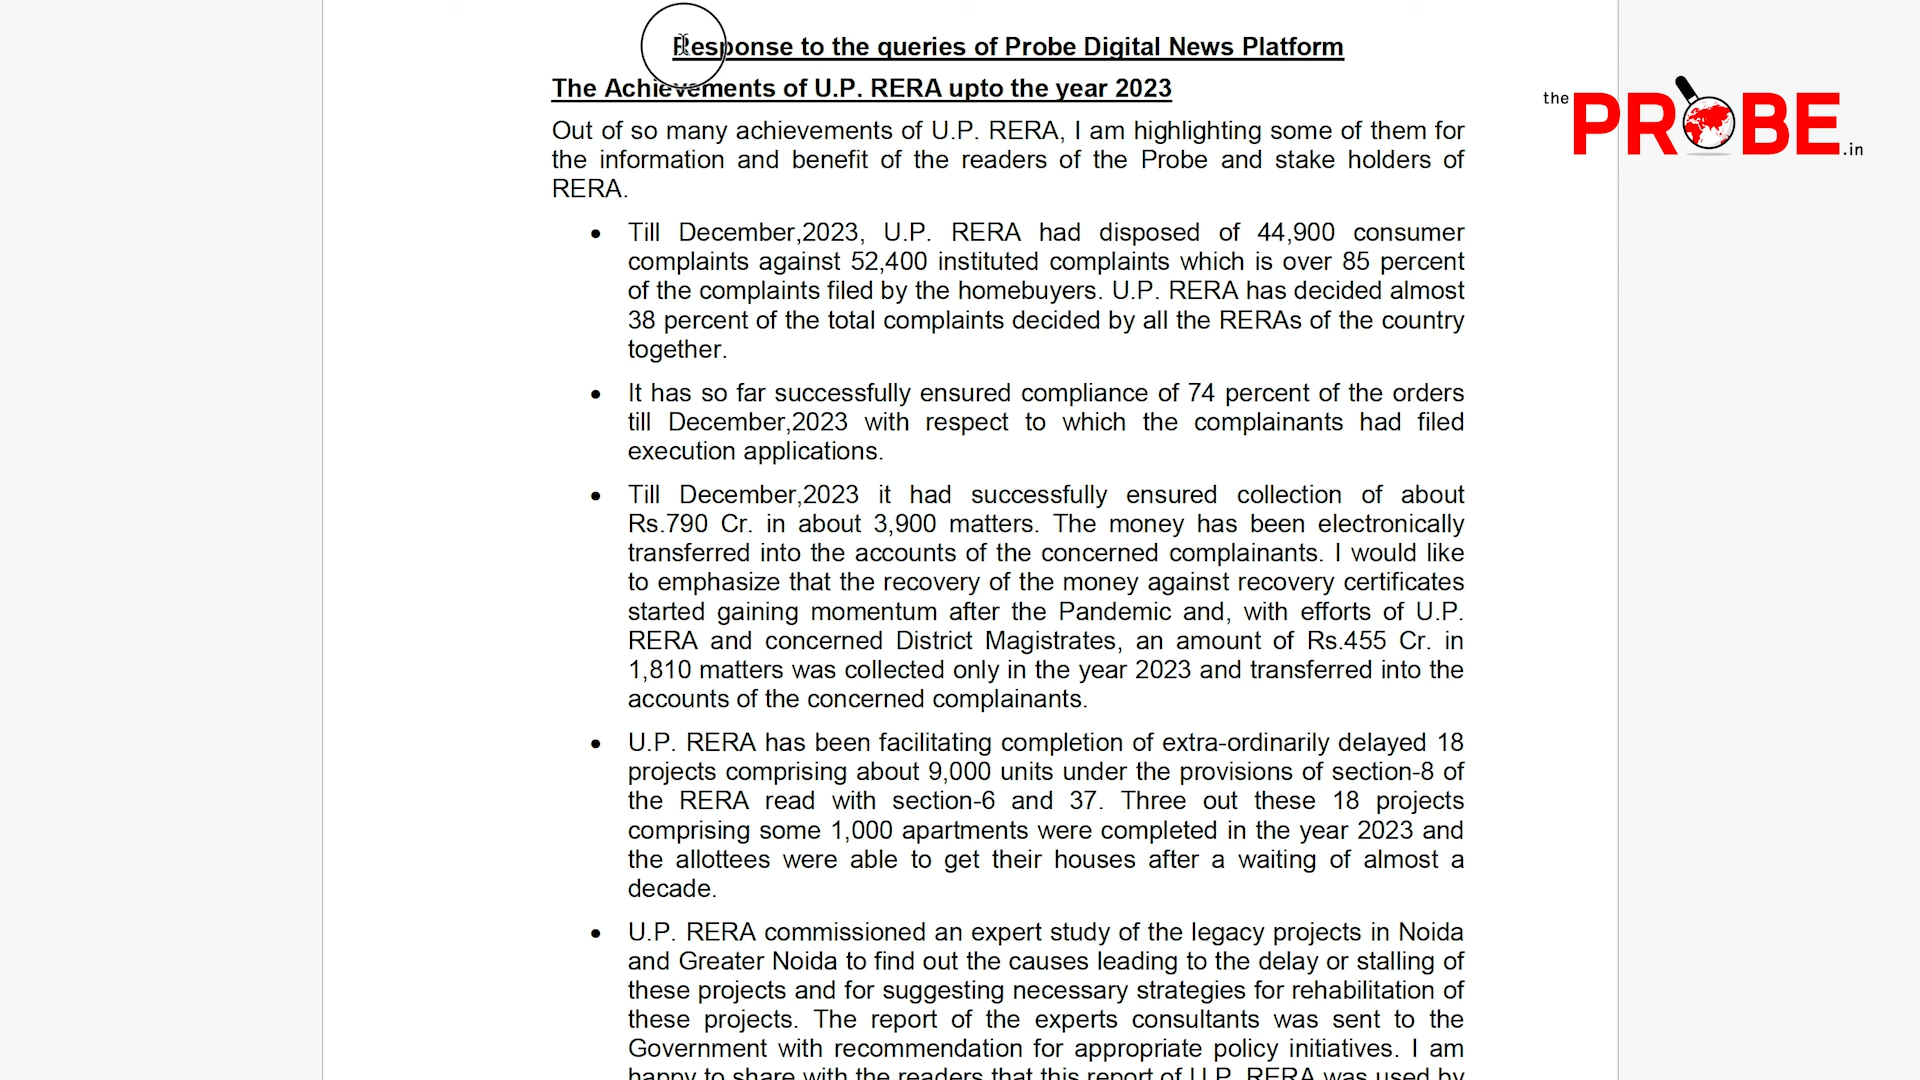 Response to the queries of Probe Digital News Platform
The Achievements of U.P. RERA upto the year 2023
Out of so many achievements of U.P. RERA, I am highlighting some of them for
the information and benefit of the readers of the Probe and stake holders of
RERA.
• Till December,2023, U.P. RERA had disposed of 44,900 consumer
complaints against 52,400 instituted complaints which is over 85 percent
of the complaints filed by the homebuyers. U.P. RERA has decided almost
38 percent of the total complaints decided by all the RERAs of the country
together.
• It has so far successfully ensured compliance of 74 percent of the orders
till December,2023 with respect to which the complainants had filed
execution applications.
• Till December,2023 it had successfully ensured collection of about
Rs.790 Cr. in about 3,900 matters. The money has been electronically
transferred into the accounts of the concerned complainants. I would like
to emphasize that the recovery of the money against recovery certificates
started gaining momentum after the Pandemic and, with efforts of U.P.
RERA and concerned District Magistrates, an amount of Rs.455 Cr. in
1,810 matters was collected only in the year 2023 and transferred into the
accounts of the concerned complainants.
• U.P. RERA has been facilitating completion of extra-ordinarily delayed 18
projects comprising about 9,000 units under the provisions of section-8 of
the RERA read with section-6 and 37. Three out these 18 projects
comprising some 1,000 apartments were completed in the year 2023 and
the allottees were able to get their houses after a waiting of almost a
decade.
• U.P. RERA commissioned an expert study of the legacy projects in Noida
and Greater Noida to find out the causes leading to the delay or stalling of
these projects and for suggesting necessary strategies for rehabilitation of
these projects. The report of the experts consultants was sent to the
Government with recommendation for appropriate policy initiatives. I am
happy to share with the readers that this report of U.P. RERA was used by
the PROBE.in